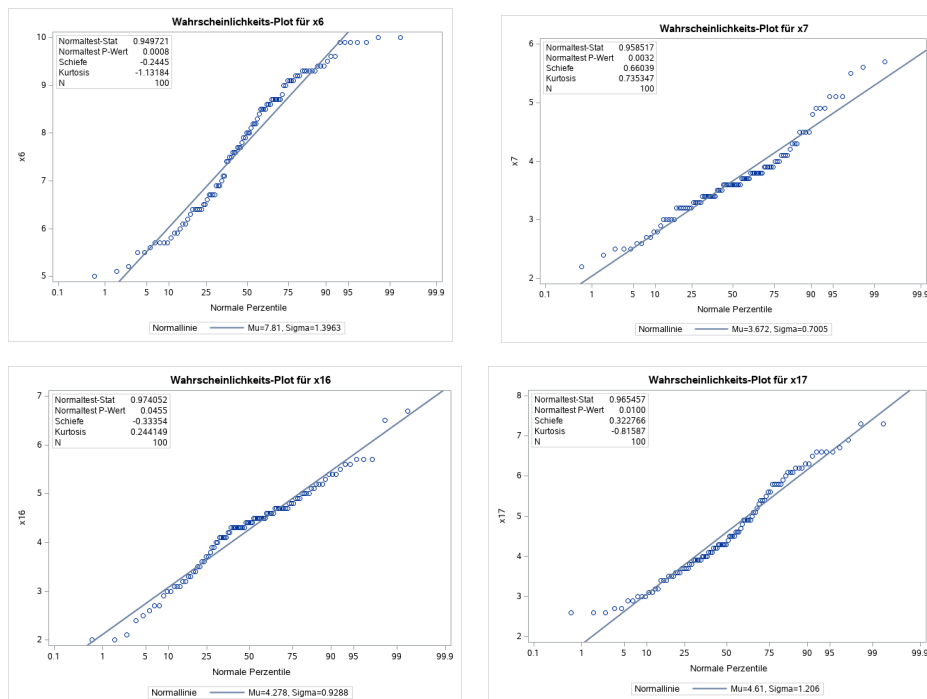 Wahrscheinlichkeits-Plot für x6
Normaltest-Stat 0.949721
Normaltest P-Wert 0.0008
Schiefe -0.2445
Kurtosis -1.13184
N 100
10
9
8
7
6
5
x6
0.1 1 5 10 25 50 75 90 95 99 99.9
Normale Perzentile
Normallinie Mu=7.81, Sigma=1.3963
Wahrscheinlichkeits-Plot für x7
Normaltest-Stat 0.958517
Normaltest P-Wert 0.0032
Schiefe 0.66039
Kurtosis 0.735347
N 100
6
5
4
3
2
x7
0.1 1 5 10 25 50 75 90 95 99 99.9
Normale Perzentile
Normallinie Mu=3.672, Sigma=0.7005
Wahrscheinlichkeits-Plot für x16
Normaltest-Stat 0.974052
Normaltest P-Wert 0.0455
Schiefe -0.33354
Kurtosis 0.244149
N 100
7
6
5
4
3
2
x16
0.1 1 5 10 25 50 75 90 95 99 99.9
Normale Perzentile
Normallinie Mu=4.278, Sigma=0.9288
Wahrscheinlichkeits-Plot für x17
Normaltest-Stat 0.965457
Normaltest P-Wert 0.0100
Schiefe 0.322766
Kurtosis -0.81587
N 100
8
7
6
5
4
3
2
x17
0.1 1 5 10 25 50 75 90 95 99 99.9
Normale Perzentile
Normallinie Mu=4.61, Sigma=1.206